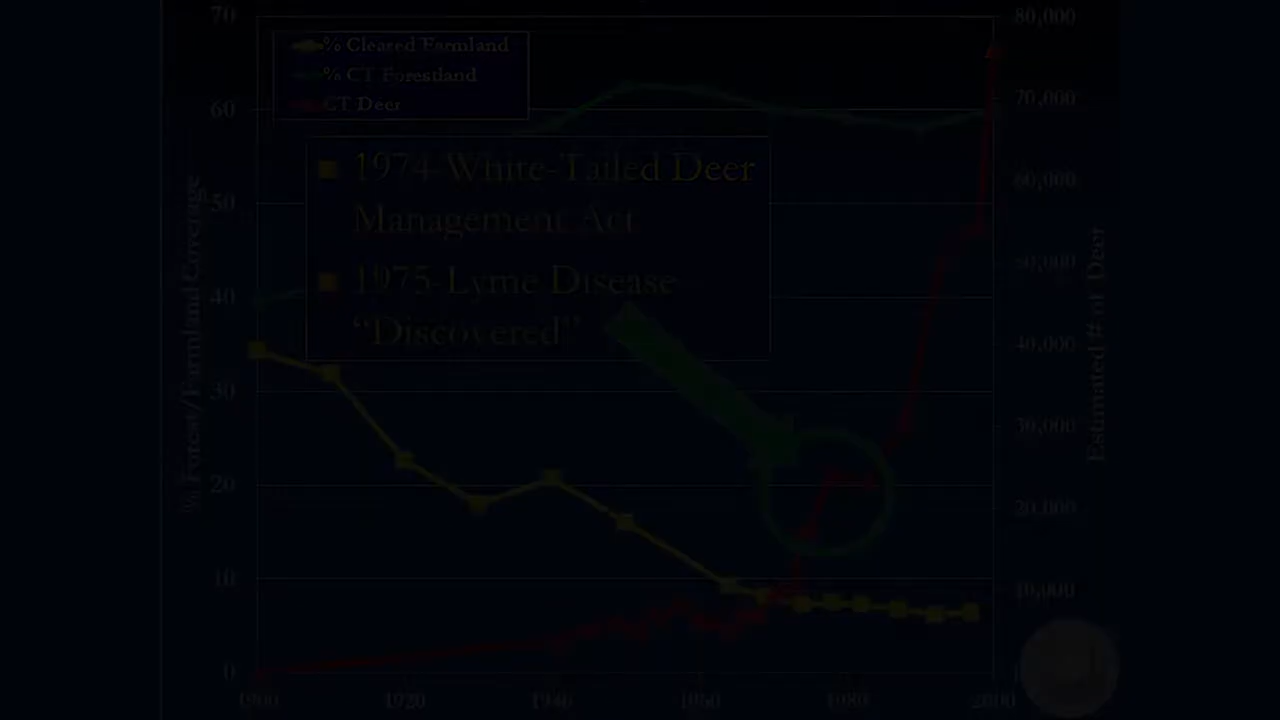 70
80,000
% Cleared Farmland
% CT Forestland
CT Deer
60
70,000
1974-White-Tailed Deer
Management Act
60,000
50
1975-Lyme Disease
"Discovered"
50,000
40
40,000
30
30,000
20
20,000
10
10,000
0
% Forest/Farmland Coverage
Estimated # of Deer
1900
1920
1940
1960
1980
2000